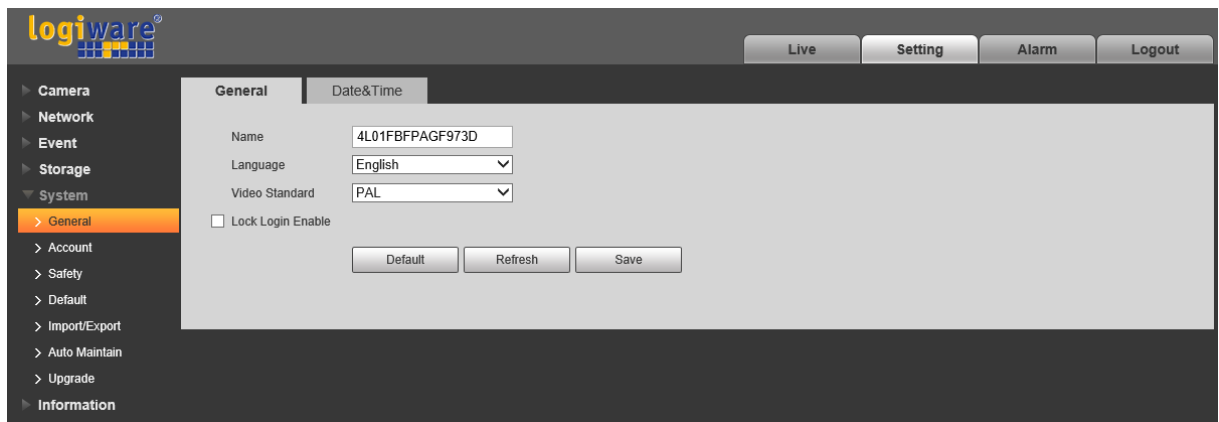 logiware®
Live Setting Alarm Logout
Camera
Network
Event
Storage
System
General
Account
Safety
Default
Import/Export
Auto Maintain
Upgrade
Information
General Date&Time
Name 4L01FBFPAGF973D
Language English
Video Standard PAL
Lock Login Enable
Default Refresh Save